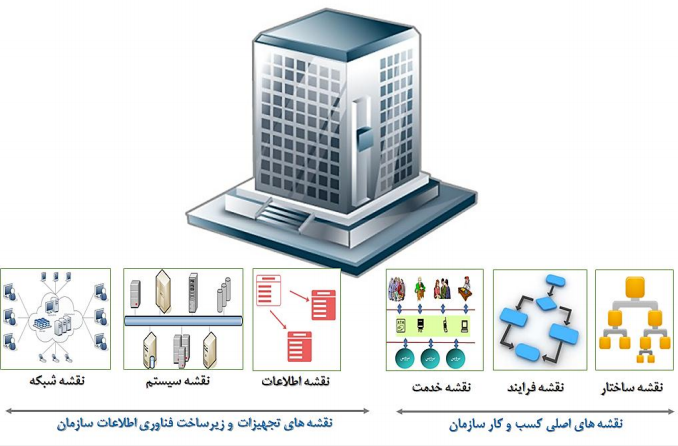 نقشه ساختار
نقشه فرایند
نقشه خدمت
نقشه اطلاعات
نقشه سیستم
نقشه شبکه
نقشه های اصلی کسب و کار سازمان
نقشه های تجهیزات و زیرساخت فناوری اطلاعات سازمان